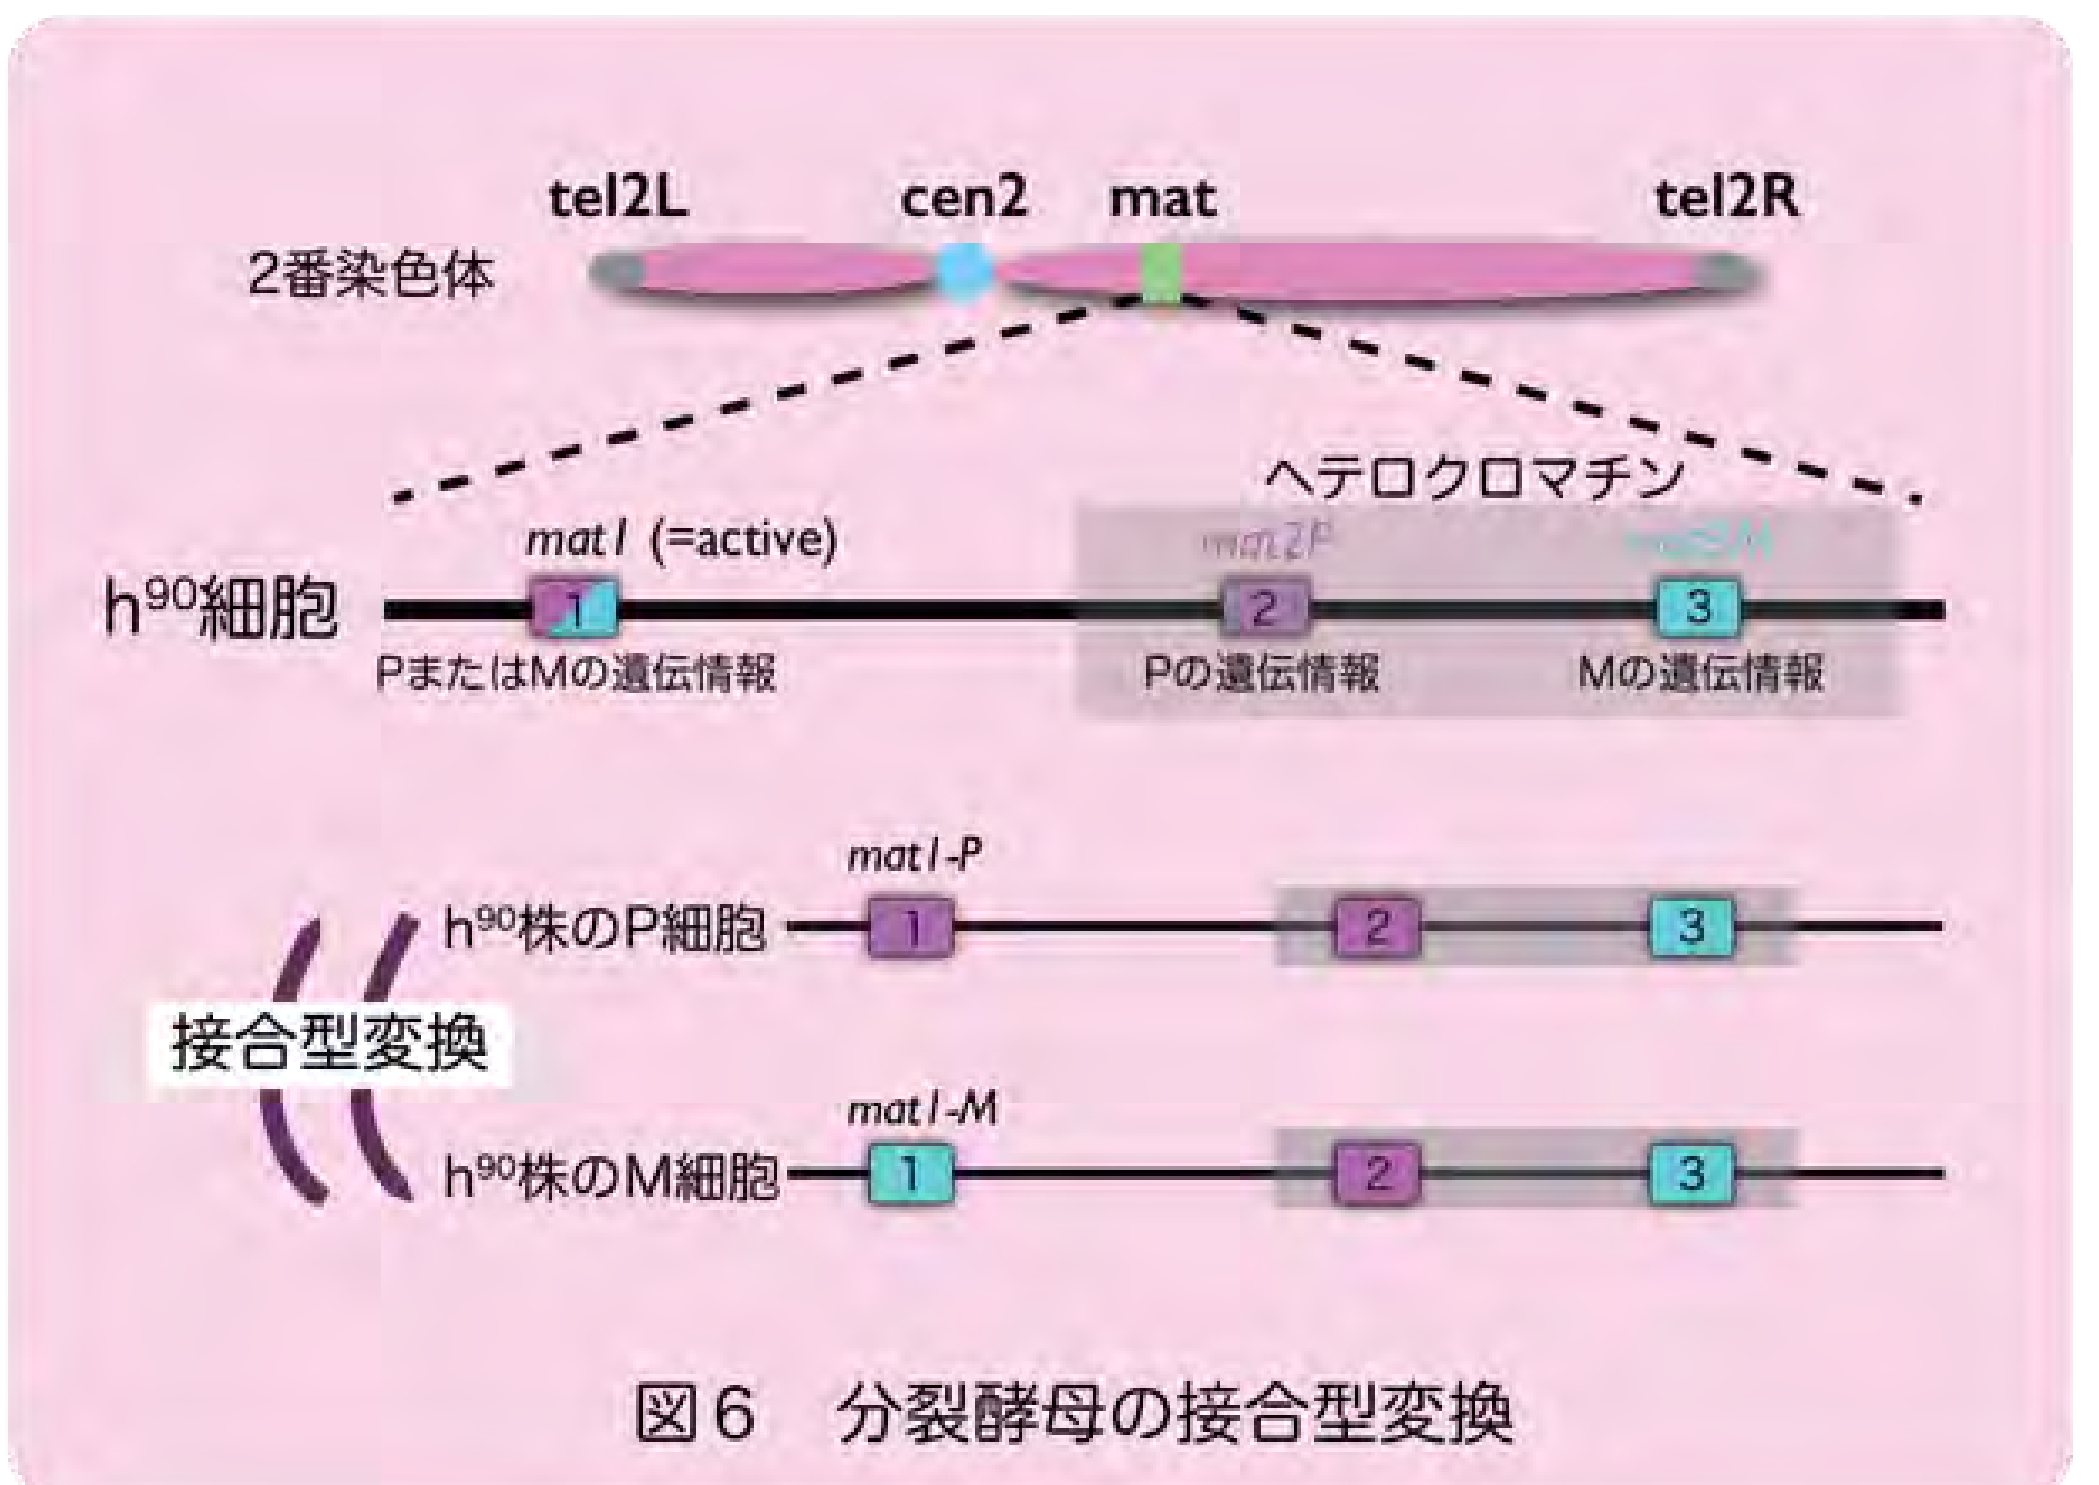 tel2L cen2 mat tel2R
2番染色体
ヘテロクロマチン
mat1 (=active) mat2P
h⁹⁰細胞 1 2 3
PまたはMの遺伝情報 Pの遺伝情報 Mの遺伝情報
mat1-P
h⁹⁰株のP細胞 1 2 3
接合型変換
mat1-M
h⁹⁰株のM細胞 1 2 3
図6 分裂酵母の接合型変換